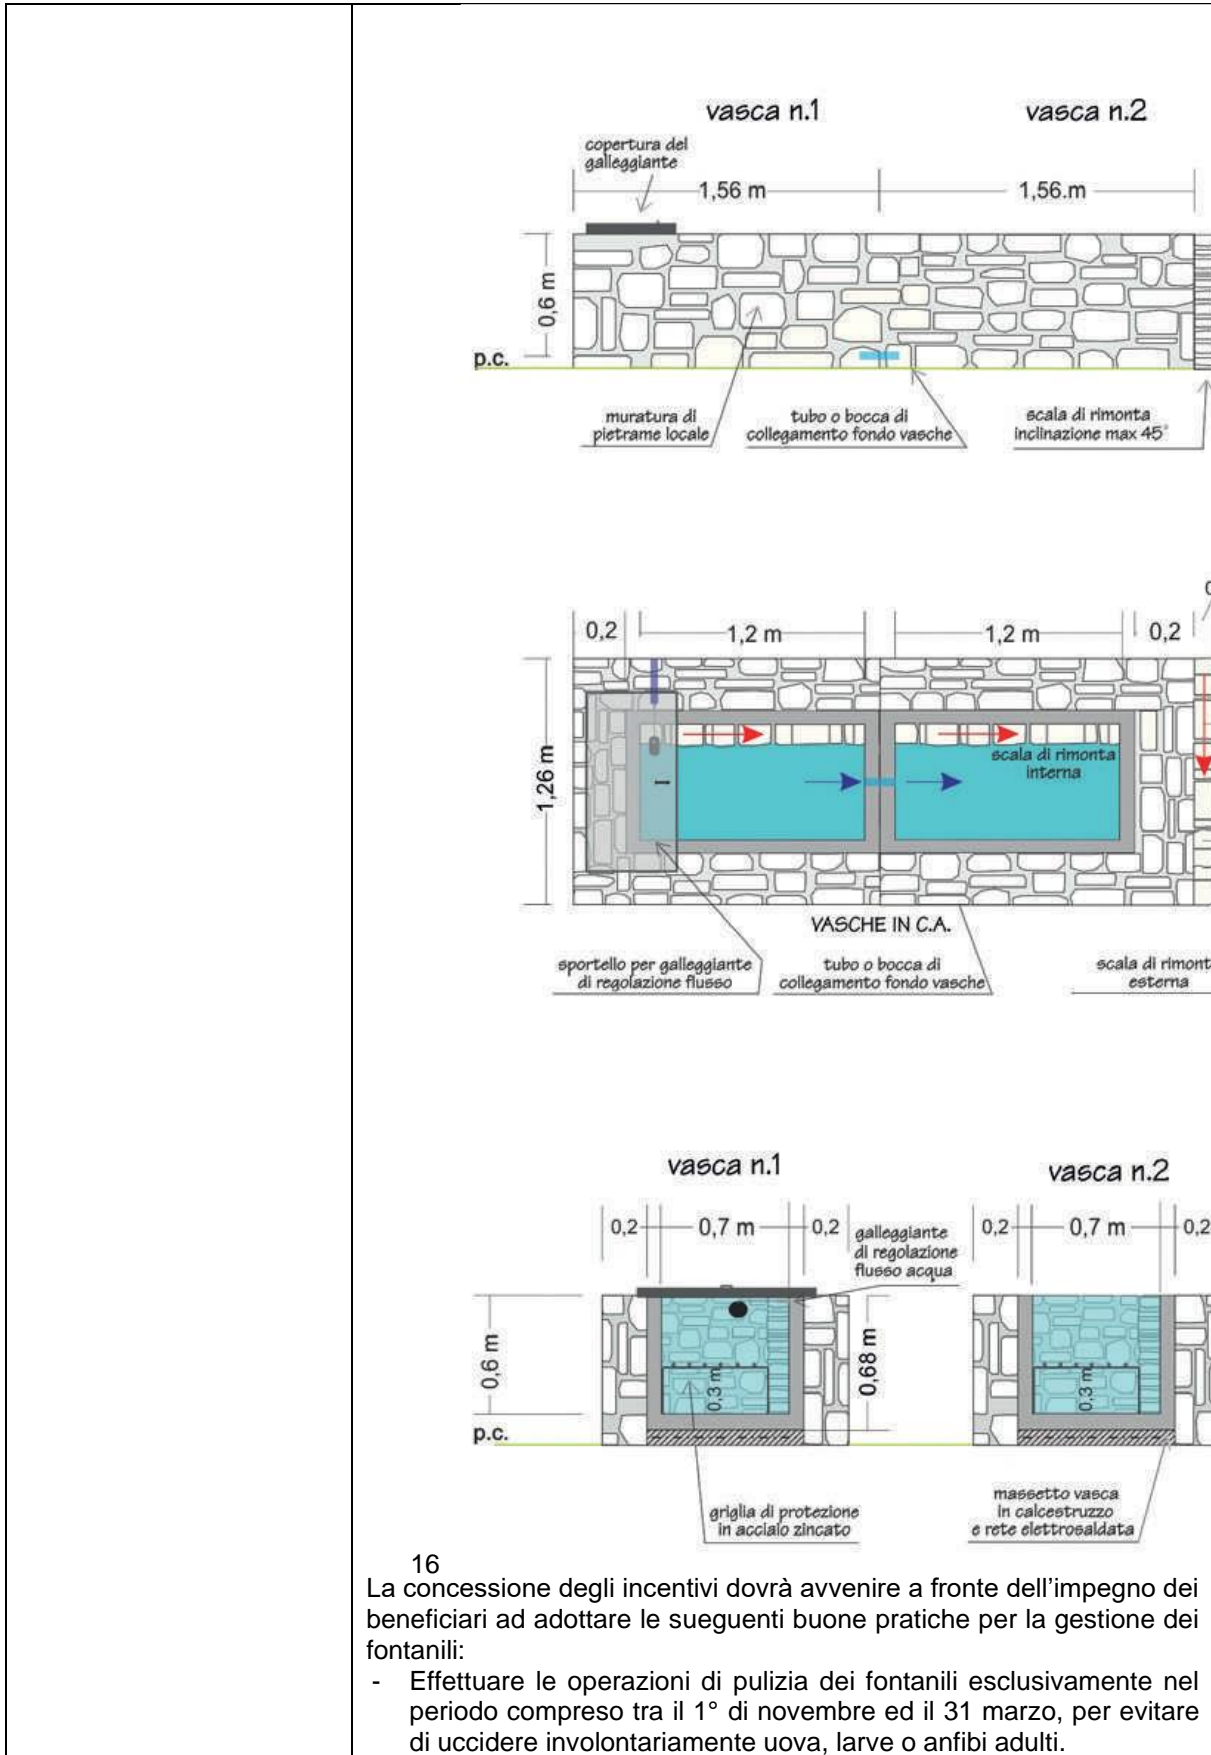 vasca n.1
vasca n.2
copertura del
galleggiante
1,56 m
1,56.m
0,6 m
p.c.
muratura di
pietrame locale
tubo o bocca di
collegamento fondo vasche
scala di rimonta
inclinazione max 45°
0,2
1,2 m
1,2 m
0,2
1,26 m
scala di rimonta
interna
VASCHE IN C.A.
sportello per galleggiante
di regolazione flusso
tubo o bocca di
collegamento fondo vasche
scala di rimont
esterna
vasca n.1
vasca n.2
0,2
0,7 m
0,2
galleggiante
di regolazione
flusso acqua
0,2
0,7 m
0,2
0,6 m
0,3 m
0,68 m
0,3 m
p.c.
griglia di protezione
in acciaio zincato
massetto vasca
in calcestruzzo
e rete elettrosaldata
16
La concessione degli incentivi dovrà avvenire a fronte dell’impegno dei
beneficiari ad adottare le sueguenti buone pratiche per la gestione dei
fontanili:
- Effettuare le operazioni di pulizia dei fontanili esclusivamente nel
periodo compreso tra il 1° di novembre ed il 31 marzo, per evitare
di uccidere involontariamente uova, larve o anfibi adulti.